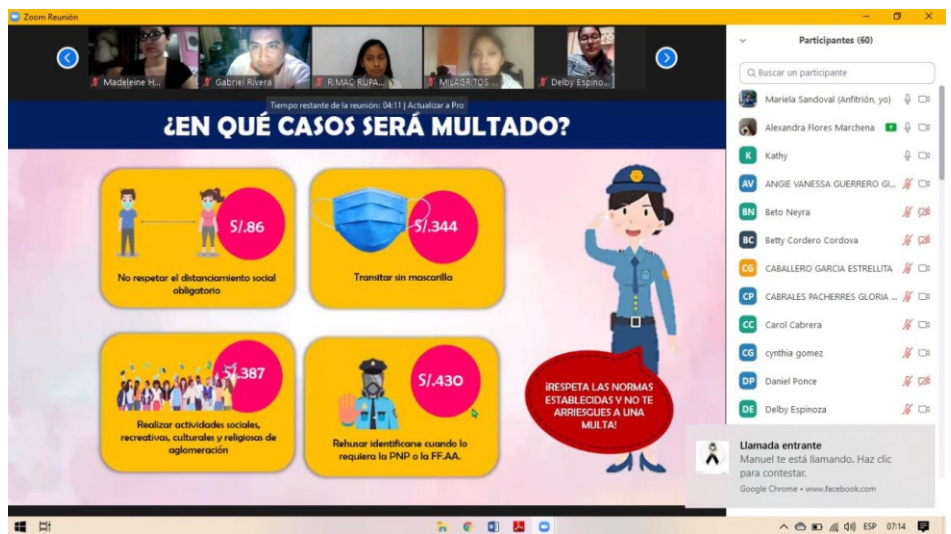 Zoom Reunión
Madeleine H...
Gabriel Rivera
RIMAC RUPA...
MILAGRITOS ...
Delby Espino...
Tiempo restante de la reunión: 04:11 | Actualizar a Pro
¿EN QUÉ CASOS SERÁ MULTADO?
S/.86
No respetar el distanciamiento social
obligatorio
S/.344
Transitar sin mascarilla
S/.387
Realizar actividades sociales,
recreativas, culturales y religiosas de
aglomeración
S/.430
Rehusar identificarse cuando lo
requiera la PNP o la FF.AA.
¡RESPETA LAS NORMAS
ESTABLECIDAS Y NO TE
ARRIESGUES A UNA
MULTA!
Participantes (60)
Buscar un participante
Mariela Sandoval (Anfitrión, yo)
Alexandra Flores Marchena
K Kathy
AV ANGIE VANESSA GUERRERO GI...
BN Beto Neyra
BC Betty Cordero Cordova
CG CABALLERO GARCIA ESTRELLITA
CP CABRALES PACHERRES GLORIA ...
CC Carol Cabrera
CG cynthia gomez
DP Daniel Ponce
DE Delby Espinoza
Llamada entrante
Manuel te está llamando. Haz clic
para contestar.
Google Chrome • www.facebook.com
ESP 07:14